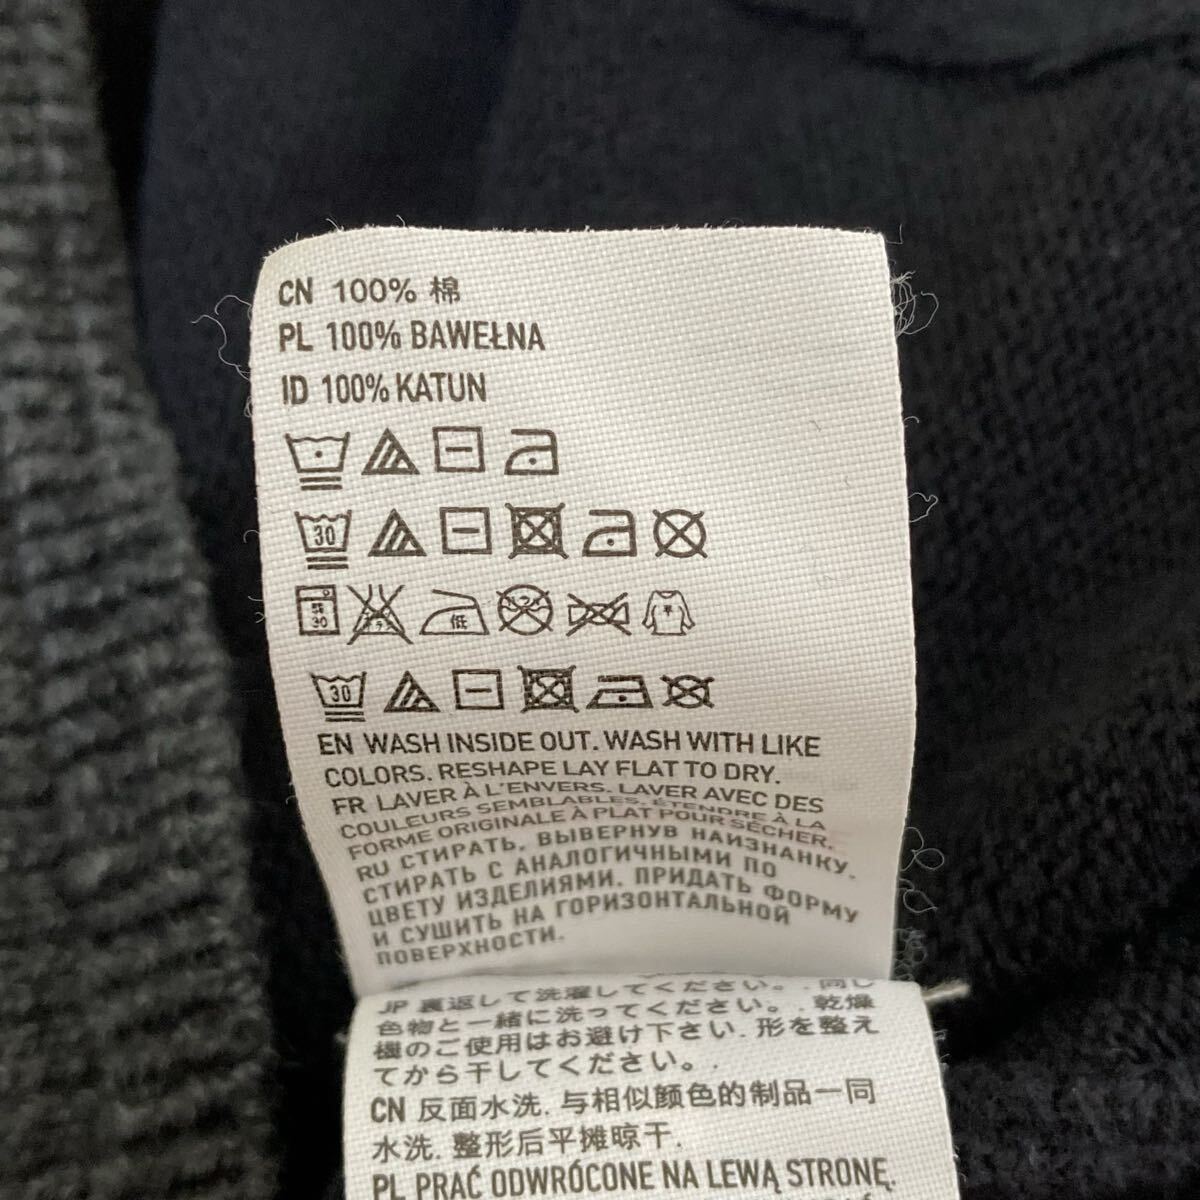 CN 100% 棉
PL 100% BAWEŁNA
ID 100% KATUN
30
30
低
平
30
EN WASH INSIDE OUT. WASH WITH LIKE
COLORS. RESHAPE LAY FLAT TO DRY.
FR LAVER À L'ENVERS. LAVER AVEC DES
COULEURS SEMBLABLES. ÉTENDRE À LA
FORME ORIGINALE À PLAT POUR SÉCHER.
RU СТИРАТЬ, ВЫВЕРНУВ НАИЗНАНКУ.
СТИРАТЬ С АНАЛОГИЧНЫМИ ПО
ЦВЕТУ ИЗДЕЛИЯМИ. ПРИДАТЬ ФОРМУ
И СУШИТЬ НА ГОРИЗОНТАЛЬНОЙ
ПОВЕРХНОСТИ.
JP 裏返して洗濯してください。. 同じ
色物と一緒に洗ってください。. 乾燥
機のご使用はお避け下さい. 形を整え
てから干してください。
CN 反面水洗. 与相似颜色的制品一同
水洗. 整形后平摊晾干.
PL PRAĆ ODWRÓCONE NA LEWĄ STRONĘ.